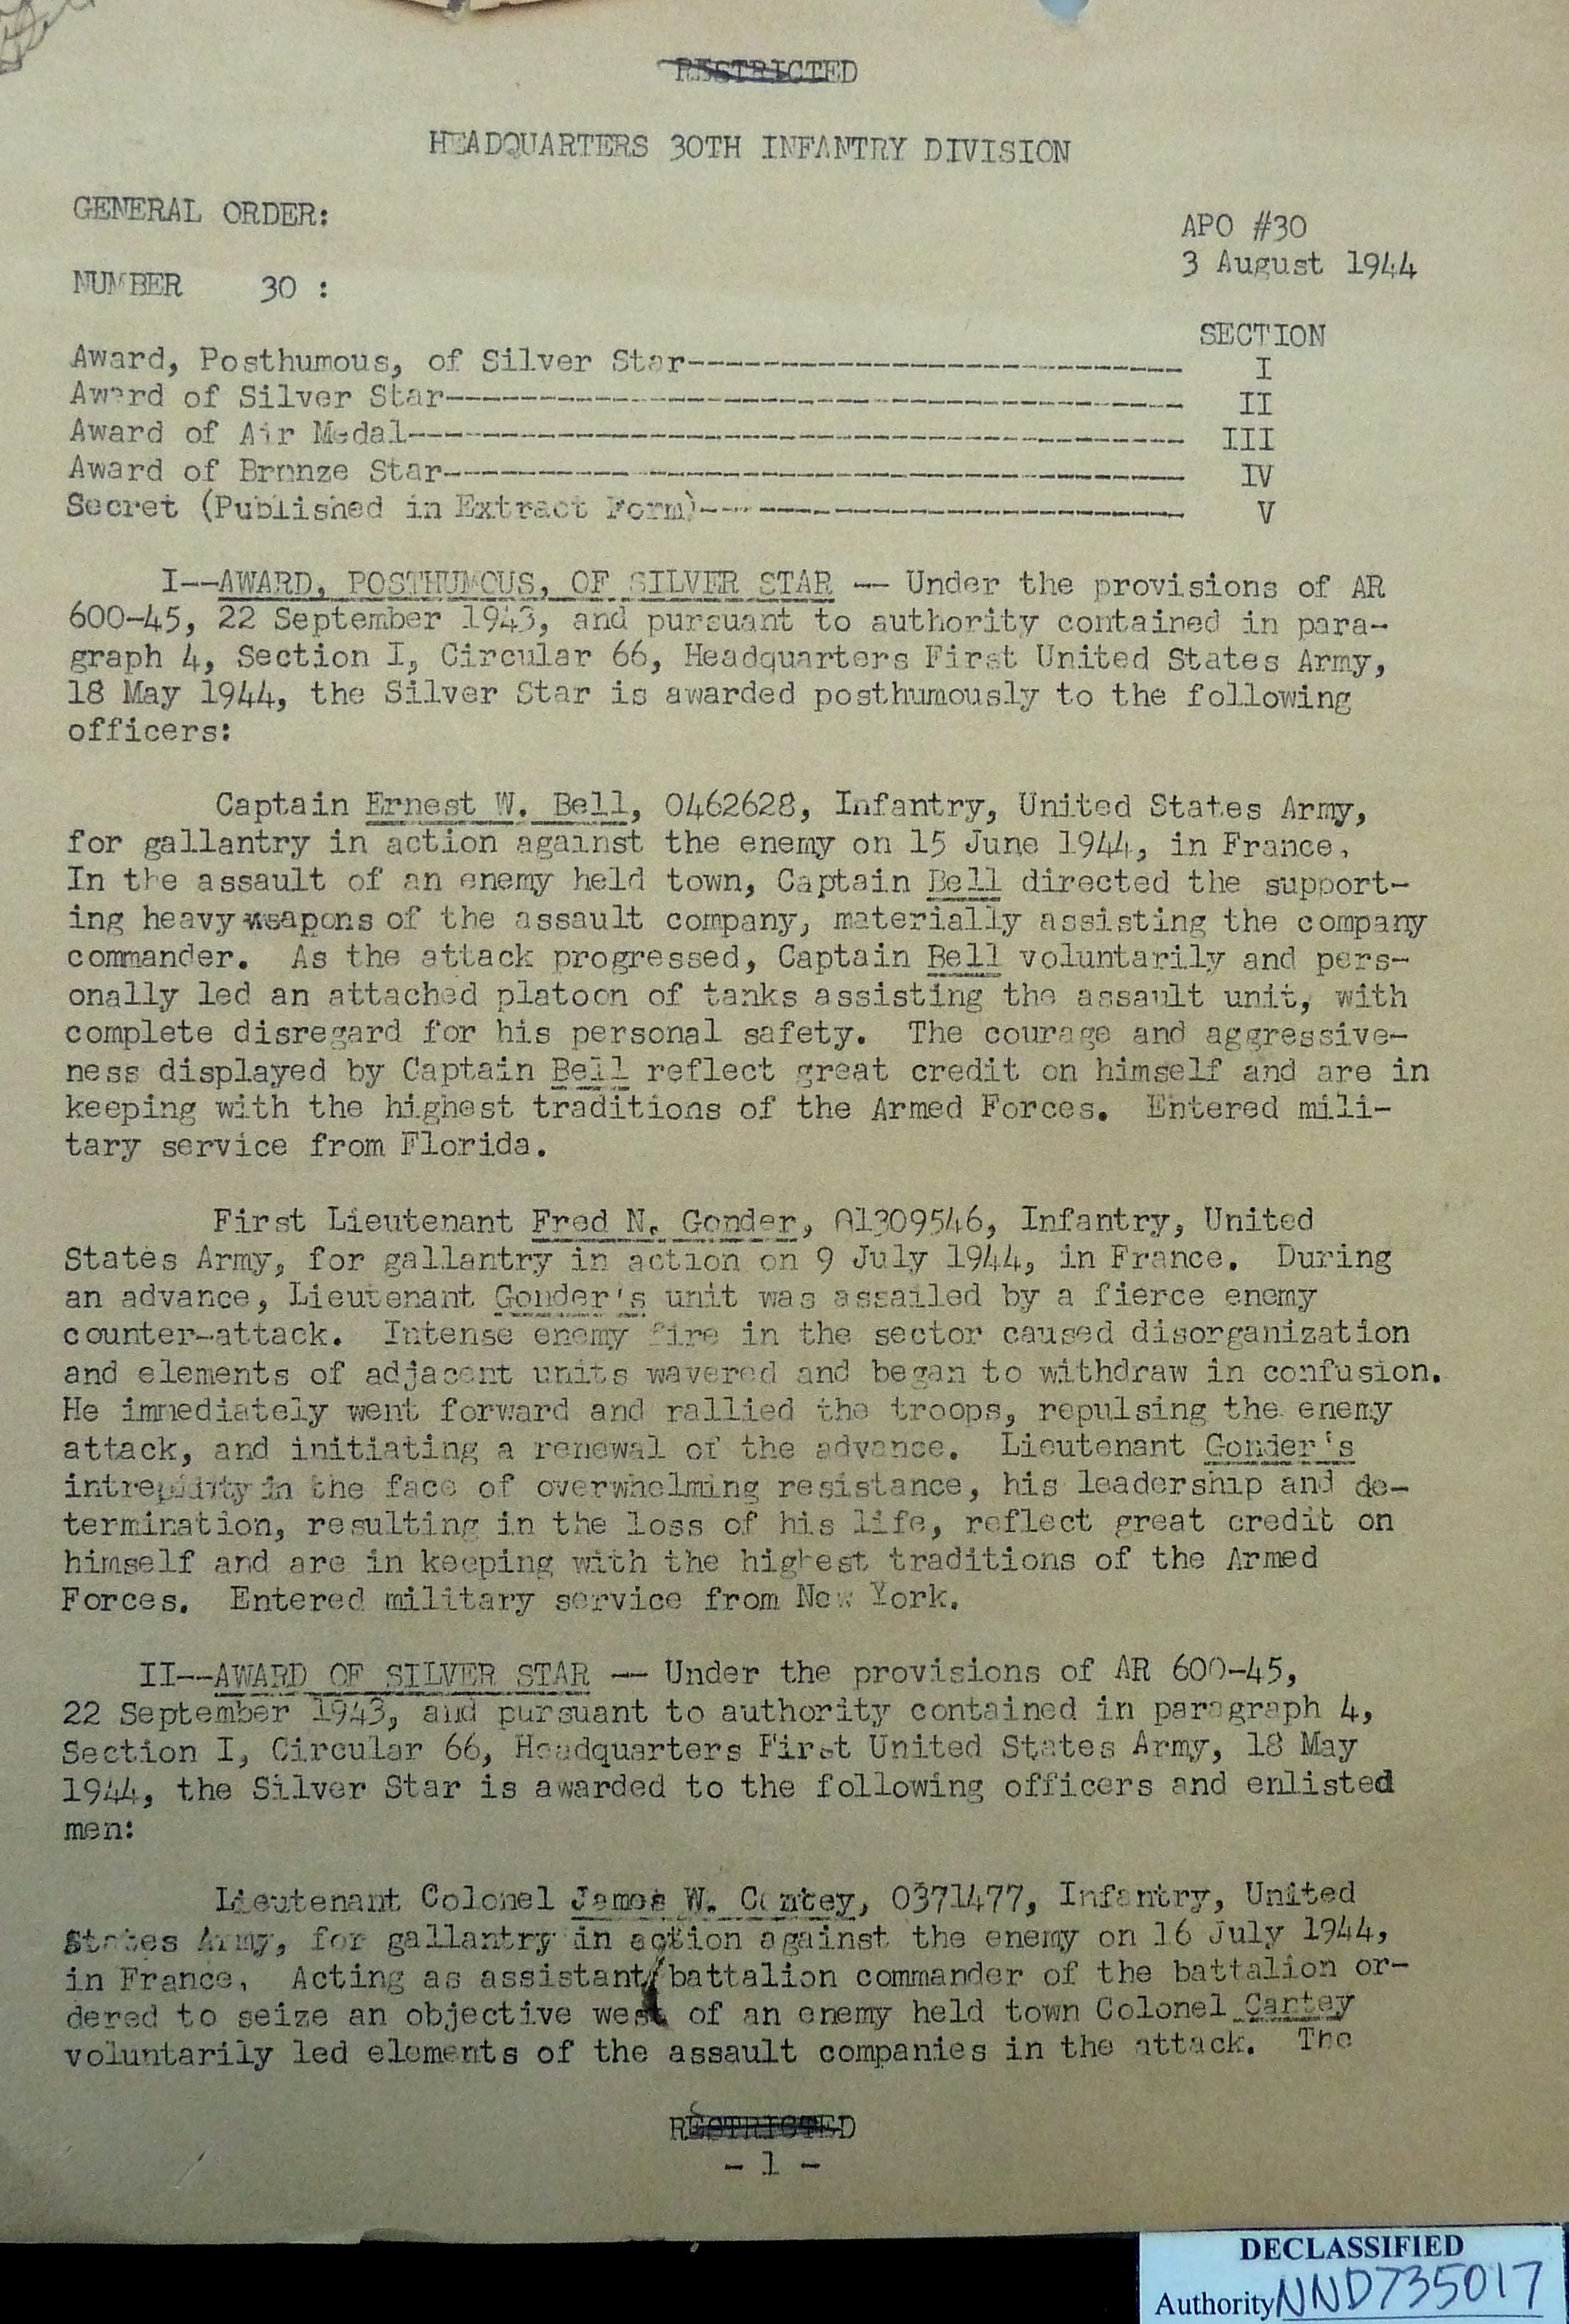 RESTRICTED
HEADQUARTERS 30TH INFANTRY DIVISION
GENERAL ORDER:
APO #30
3 August 1944
NUMBER 30 :
SECTION
Award, Posthumous, of Silver Star-------------------------- I
Award of Silver Star--------------------------------------- II
Award of Air Medal----------------------------------------- III
Award of Bronze Star--------------------------------------- IV
Secret (Published in Extract Form)------------------------- V
I--AWARD, POSTHUMOUS, OF SILVER STAR -- Under the provisions of AR
600-45, 22 September 1943, and pursuant to authority contained in para-
graph 4, Section I, Circular 66, Headquarters First United States Army,
18 May 1944, the Silver Star is awarded posthumously to the following
officers:
Captain Ernest W. Bell, 0462628, Infantry, United States Army,
for gallantry in action against the enemy on 15 June 1944, in France.
In the assault of an enemy held town, Captain Bell directed the support-
ing heavy weapons of the assault company, materially assisting the company
commander. As the attack progressed, Captain Bell voluntarily and pers-
onally led an attached platoon of tanks assisting the assault unit, with
complete disregard for his personal safety. The courage and aggressive-
ness displayed by Captain Bell reflect great credit on himself and are in
keeping with the highest traditions of the Armed Forces. Entered mili-
tary service from Florida.
First Lieutenant Fred N. Gonder, 01309546, Infantry, United
States Army, for gallantry in action on 9 July 1944, in France. During
an advance, Lieutenant Gonder's unit was assailed by a fierce enemy
counter-attack. Intense enemy fire in the sector caused disorganization
and elements of adjacent units wavered and began to withdraw in confusion.
He immediately went forward and rallied the troops, repulsing the enemy
attack, and initiating a renewal of the advance. Lieutenant Gonder's
intrepidity in the face of overwhelming resistance, his leadership and de-
termination, resulting in the loss of his life, reflect great credit on
himself and are in keeping with the highest traditions of the Armed
Forces. Entered military service from New York.
II--AWARD OF SILVER STAR -- Under the provisions of AR 600-45,
22 September 1943, and pursuant to authority contained in paragraph 4,
Section I, Circular 66, Headquarters First United States Army, 18 May
1944, the Silver Star is awarded to the following officers and enlisted
men:
Lieutenant Colonel James W. Cantey, 0371477, Infantry, United
States Army, for gallantry in action against the enemy on 16 July 1944,
in France. Acting as assistant battalion commander of the battalion or-
dered to seize an objective west of an enemy held town Colonel Cantey
voluntarily led elements of the assault companies in the attack. The
RESTRICTED
- 1 -
DECLASSIFIED
Authority NND735017